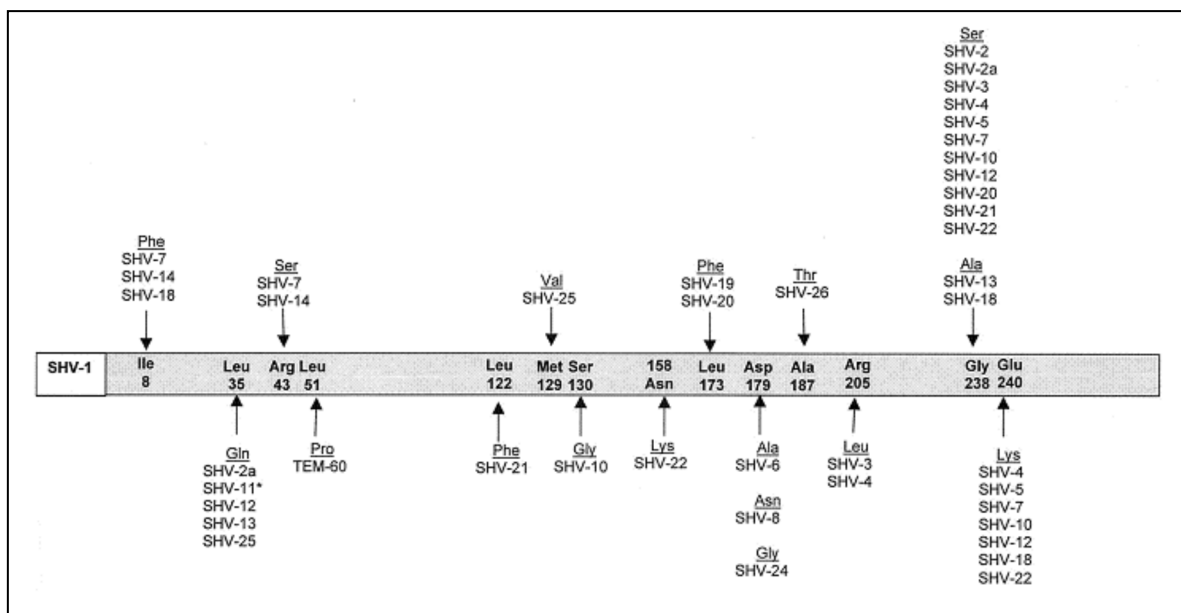 Ser
SHV-2
SHV-2a
SHV-3
SHV-4
SHV-5
SHV-7
SHV-10
SHV-12
SHV-20
SHV-21
SHV-22
Phe
SHV-7
SHV-14
SHV-18
Ser
SHV-7
SHV-14
Val
SHV-25
Phe
SHV-19
SHV-20
Thr
SHV-26
Ala
SHV-13
SHV-18
SHV-1
Ile
8
Leu
35
Arg
43
Leu
51
Leu
122
Met
129
Ser
130
158
Asn
Leu
173
Asp
179
Ala
187
Arg
205
Gly
238
Glu
240
Gln
SHV-2a
SHV-11*
SHV-12
SHV-13
SHV-25
Pro
TEM-60
Phe
SHV-21
Gly
SHV-10
Lys
SHV-22
Ala
SHV-6
Asn
SHV-8
Gly
SHV-24
Leu
SHV-3
SHV-4
Lys
SHV-4
SHV-5
SHV-7
SHV-10
SHV-12
SHV-18
SHV-22